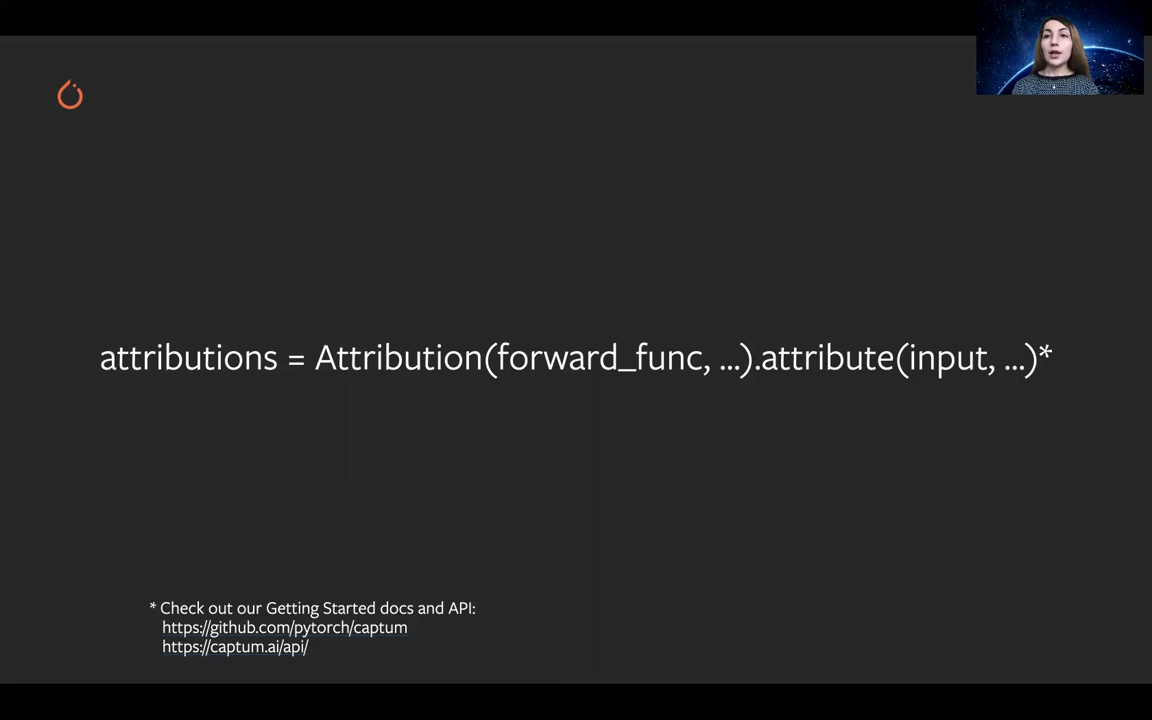 attributions = Attribution(forward_func, ...).attribute(input, ...)*
* Check out our Getting Started docs and API:
https://github.com/pytorch/captum
https://captum.ai/api/